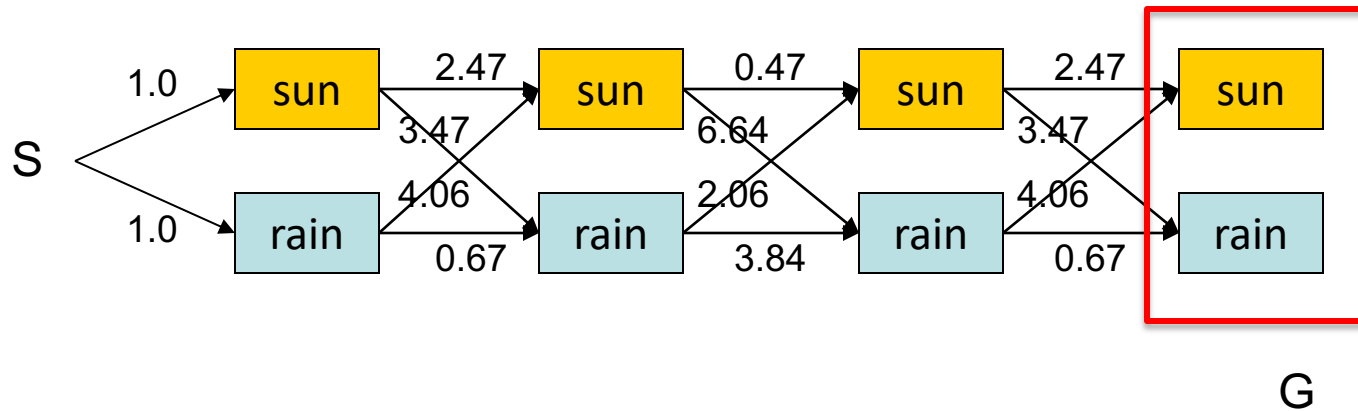 2.47 0.47 2.47
1.0 sun sun sun sun
3.47 6.64 3.47
S
4.06 2.06 4.06
1.0 rain rain rain rain
0.67 3.84 0.67
G